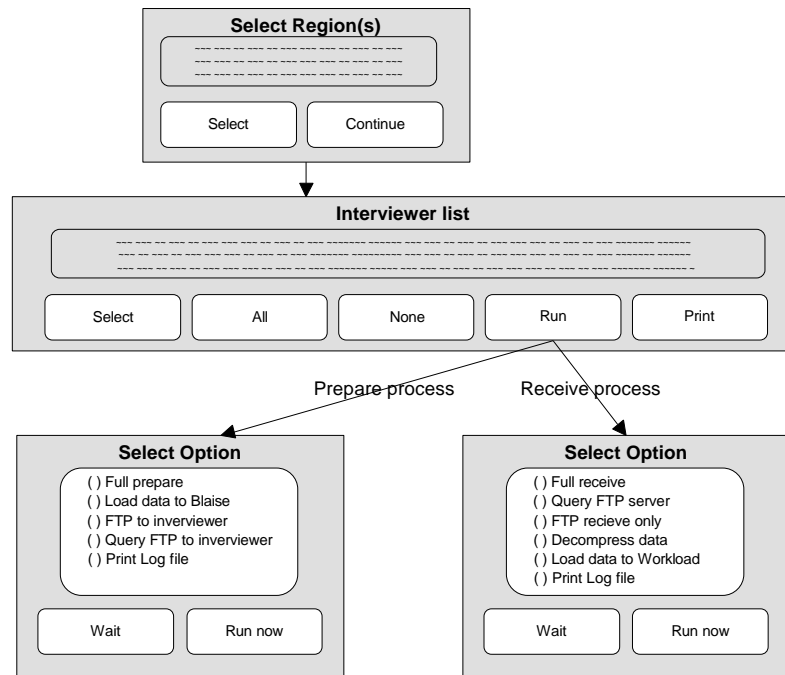 Select Region(s)
Select
Continue
Interviewer list
Select
All
None
Run
Print
Prepare process
Receive process
Select Option
( ) Full prepare
( ) Load data to Blaise
( ) FTP to inverviewer
( ) Query FTP to inverviewer
( ) Print Log file
Wait
Run now
Select Option
( ) Full receive
( ) Query FTP server
( ) FTP recieve only
( ) Decompress data
( ) Load data to Workload
( ) Print Log file
Wait
Run now